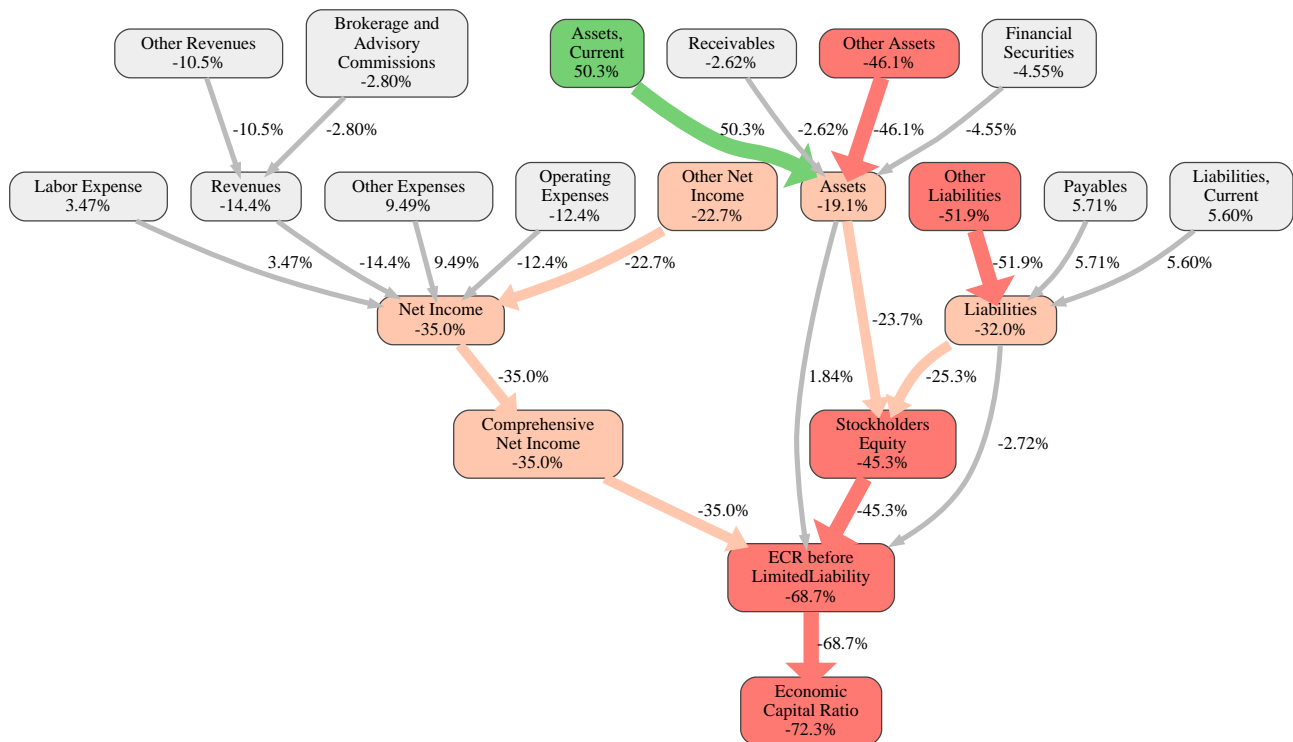 Other Revenues
-10.5%
Brokerage and
Advisory
Commissions
-2.80%
Assets,
Current
50.3%
Receivables
-2.62%
Other Assets
-46.1%
Financial
Securities
-4.55%
-10.5%
-2.80%
50.3%
-2.62%
-46.1%
-4.55%
Labor Expense
3.47%
Revenues
-14.4%
Other Expenses
9.49%
Operating
Expenses
-12.4%
Other Net
Income
-22.7%
Assets
-19.1%
Other
Liabilities
-51.9%
Payables
5.71%
Liabilities,
Current
5.60%
3.47%
-14.4%
9.49%
-12.4%
-22.7%
-51.9%
5.71%
5.60%
Net Income
-35.0%
Liabilities
-32.0%
-23.7%
-35.0%
1.84%
-25.3%
Comprehensive
Net Income
-35.0%
Stockholders
Equity
-45.3%
-2.72%
-35.0%
-45.3%
ECR before
LimitedLiability
-68.7%
-68.7%
Economic
Capital Ratio
-72.3%